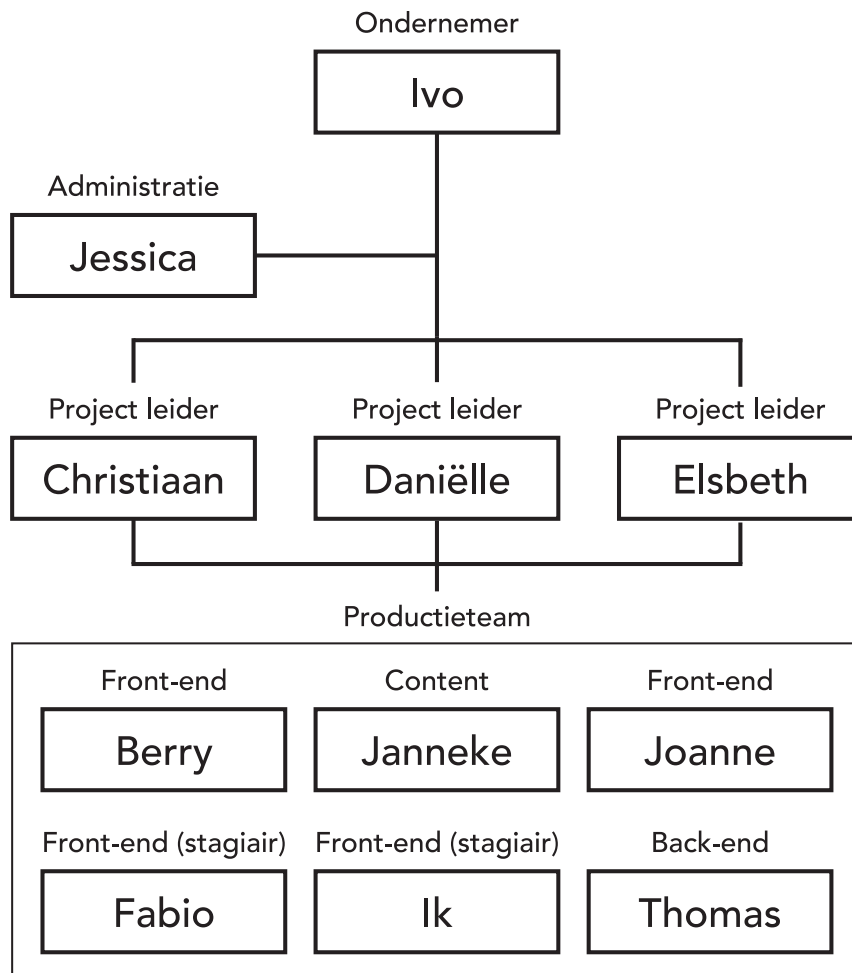 Ondernemer
Ivo
Administratie
Jessica
Project leider Project leider Project leider
Christiaan Daniëlle Elsbeth
Productieteam
Front-end Content Front-end
Berry Janneke Joanne
Front-end (stagiair) Front-end (stagiair) Back-end
Fabio Ik Thomas